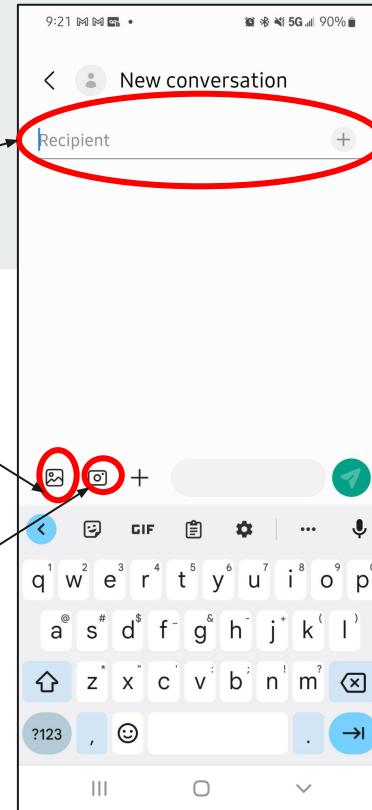 9:21 5G 90%
New conversation
Recipient
GIF
1 2 3 4 5 6 7 8 9
q w e r t y u i o p
@ # $ - & - + ( )
a s d f g h j k l
* " ' : ; ! ?
z x c v b n m
?123 , .